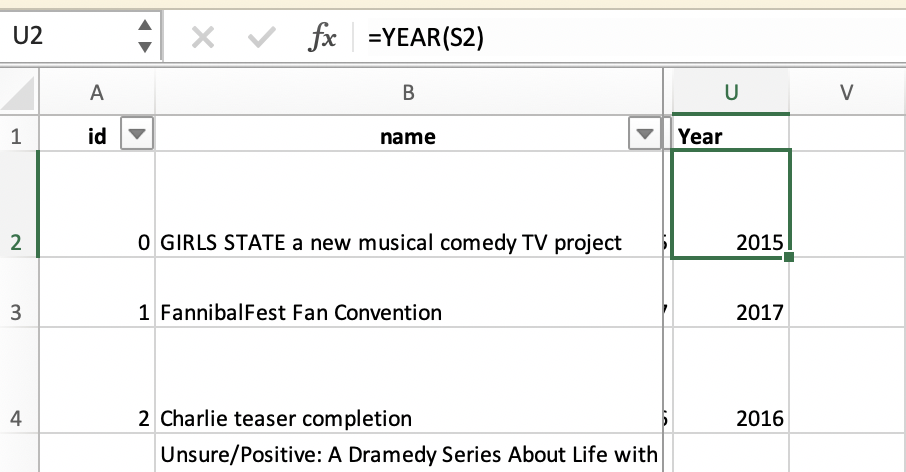 U2 fx =YEAR(S2)
A B U V
1 id name Year
2 0 GIRLS STATE a new musical comedy TV project 2015
3 1 FannibalFest Fan Convention 2017
4 2 Charlie teaser completion 2016
Unsure/Positive: A Dramedy Series About Life with